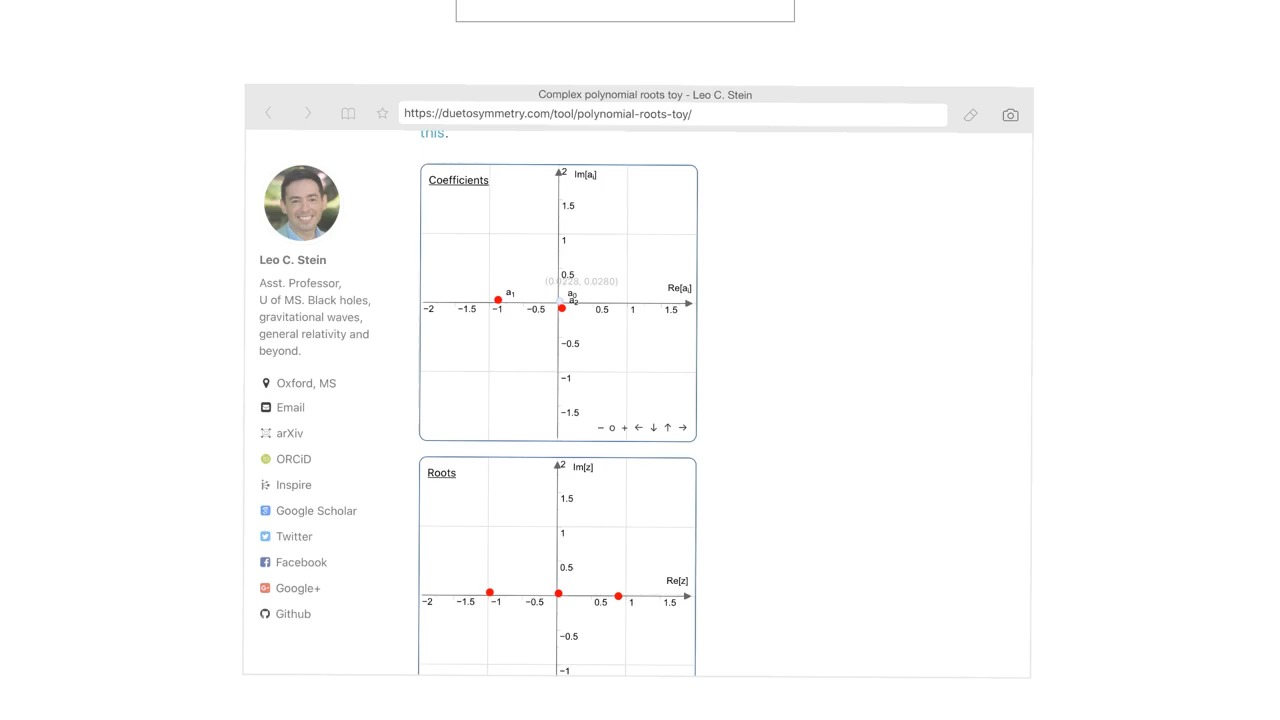 Complex polynomial roots toy - Leo C. Stein
https://duetosymmetry.com/tool/polynomial-roots-toy/
this.
Leo C. Stein
Asst. Professor,
U of MS. Black holes,
gravitational waves,
general relativity and
beyond.
Oxford, MS
Email
arXiv
ORCiD
Inspire
Google Scholar
Twitter
Facebook
Google+
Github
Coefficients
2 Im[aᵢ]
1.5
1
0.5
(0.0228, 0.0280)
a₁
a₀
a₂
Re[aᵢ]
−2 −1.5 −1 −0.5 0.5 1 1.5
−0.5
−1
−1.5
− o + ← ↓ ↑ →
Roots
2 Im[z]
1.5
1
0.5
Re[z]
−2 −1.5 −1 −0.5 0.5 1 1.5
−0.5
−1